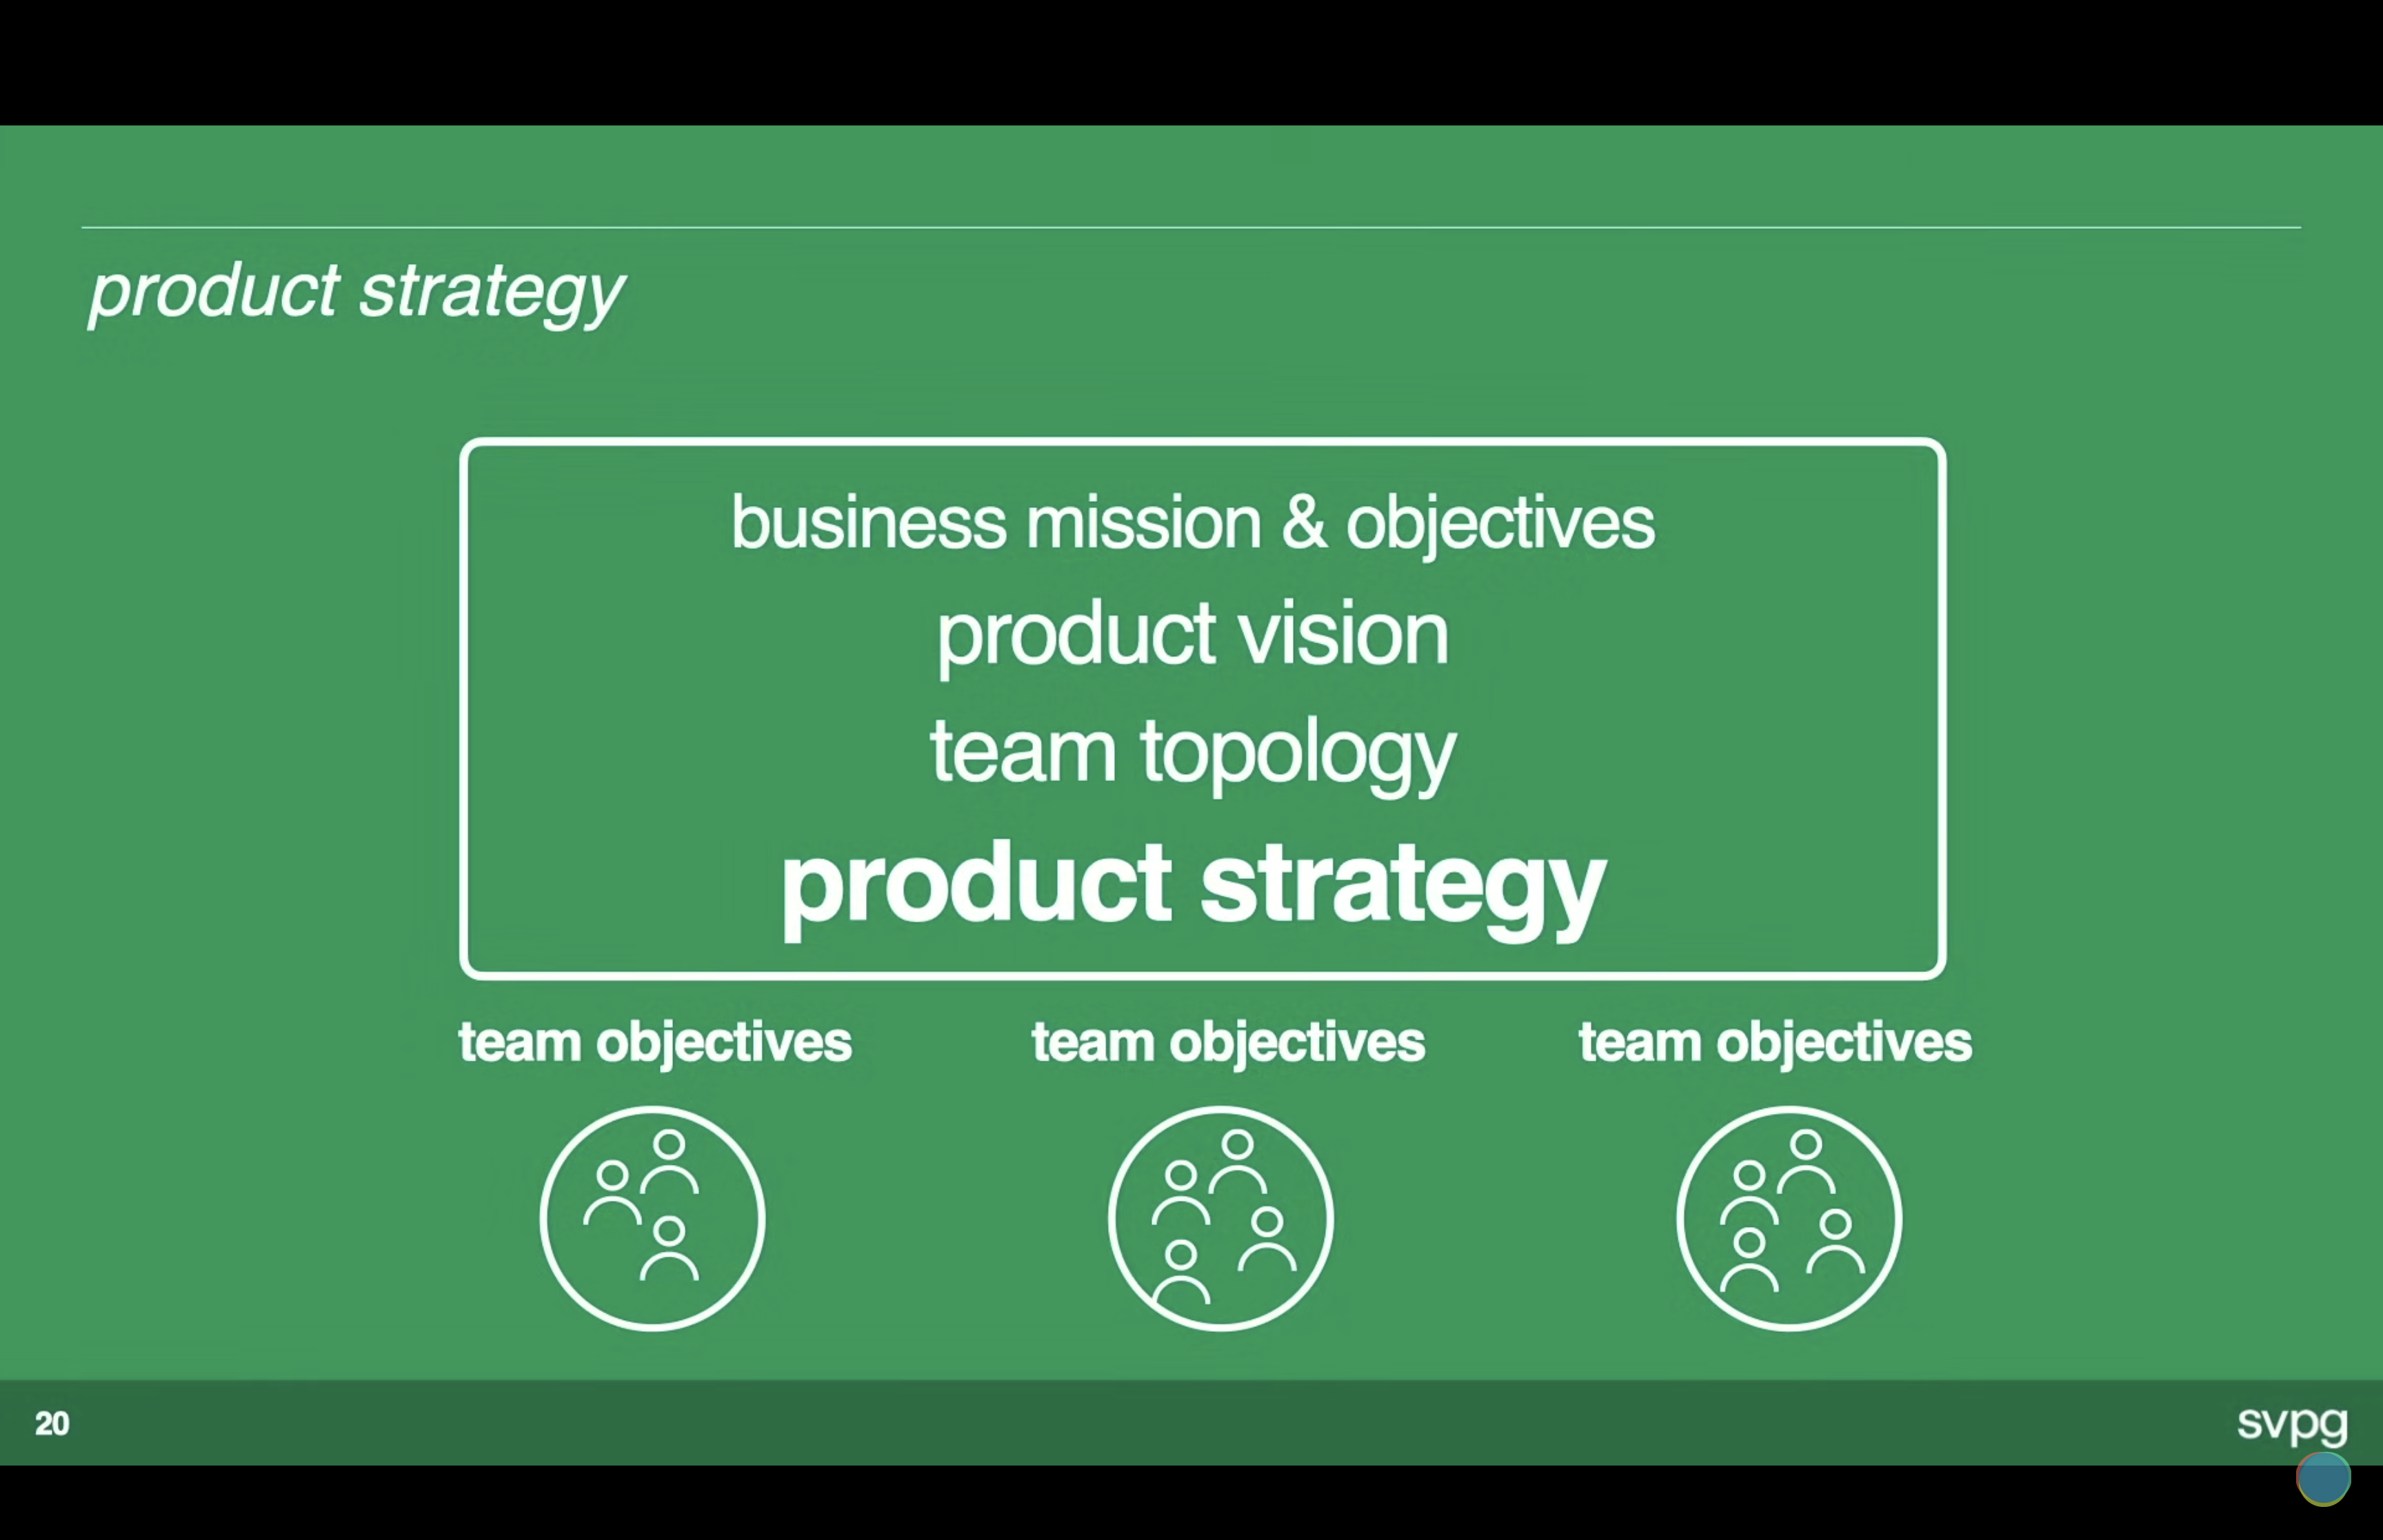 product strategy
business mission & objectives
product vision
team topology
product strategy
team objectives
team objectives
team objectives
20
svpg